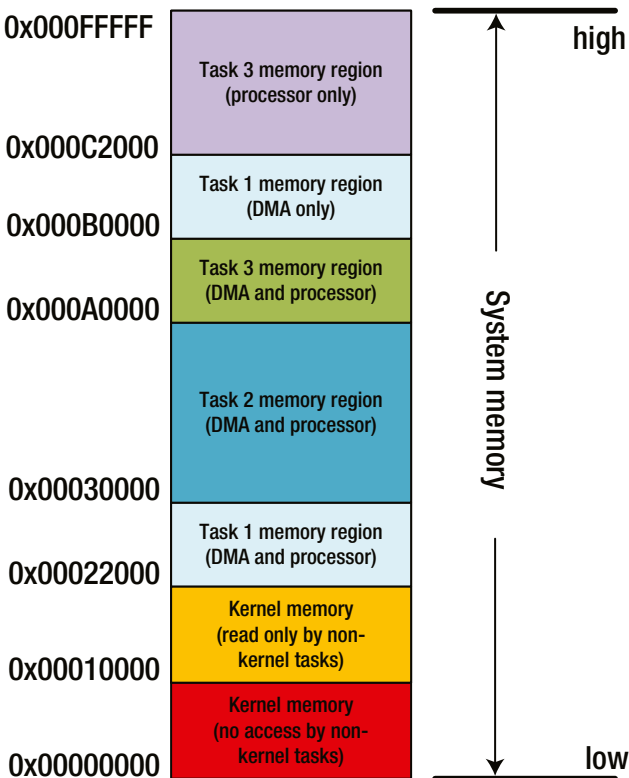 0x000FFFFF
high
Task 3 memory region
(processor only)
0x000C2000
Task 1 memory region
(DMA only)
0x000B0000
Task 3 memory region
(DMA and processor)
0x000A0000
System memory
Task 2 memory region
(DMA and processor)
0x00030000
Task 1 memory region
(DMA and processor)
0x00022000
Kernel memory
(read only by non-
kernel tasks)
0x00010000
Kernel memory
(no access by non-
kernel tasks)
0x00000000
low